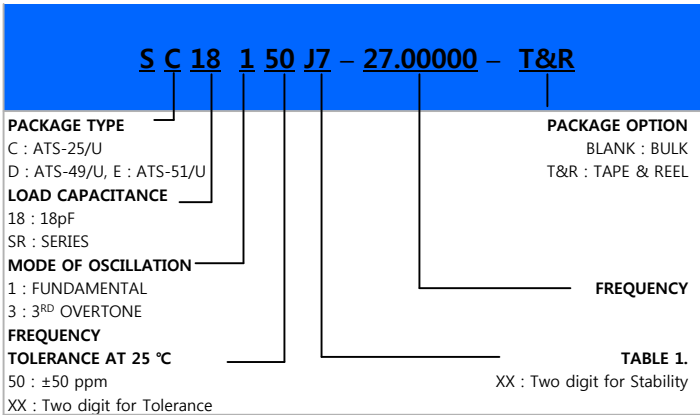 S C 18 1 50 J7 – 27.00000 – T&R
PACKAGE TYPE
C : ATS-25/U
D : ATS-49/U, E : ATS-51/U
LOAD CAPACITANCE
18 : 18pF
SR : SERIES
MODE OF OSCILLATION
1 : FUNDAMENTAL
3 : 3RD OVERTONE
FREQUENCY
TOLERANCE AT 25 ℃
50 : ±50 ppm
XX : Two digit for Tolerance
PACKAGE OPTION
BLANK : BULK
T&R : TAPE & REEL
FREQUENCY
TABLE 1.
XX : Two digit for Stability